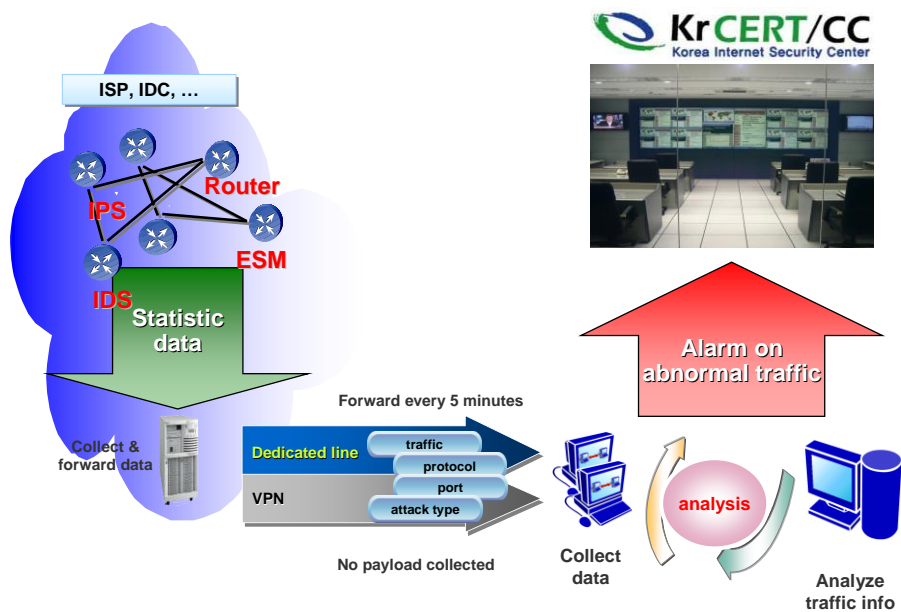 KrCERT/CC
Korea Internet Security Center
ISP, IDC, …
Router
IPS
ESM
IDS
Statistic
data
Alarm on
abnormal traffic
Collect &
forward data
Forward every 5 minutes
Dedicated line
traffic
protocol
VPN
port
attack type
No payload collected
Collect
data
analysis
Analyze
traffic info